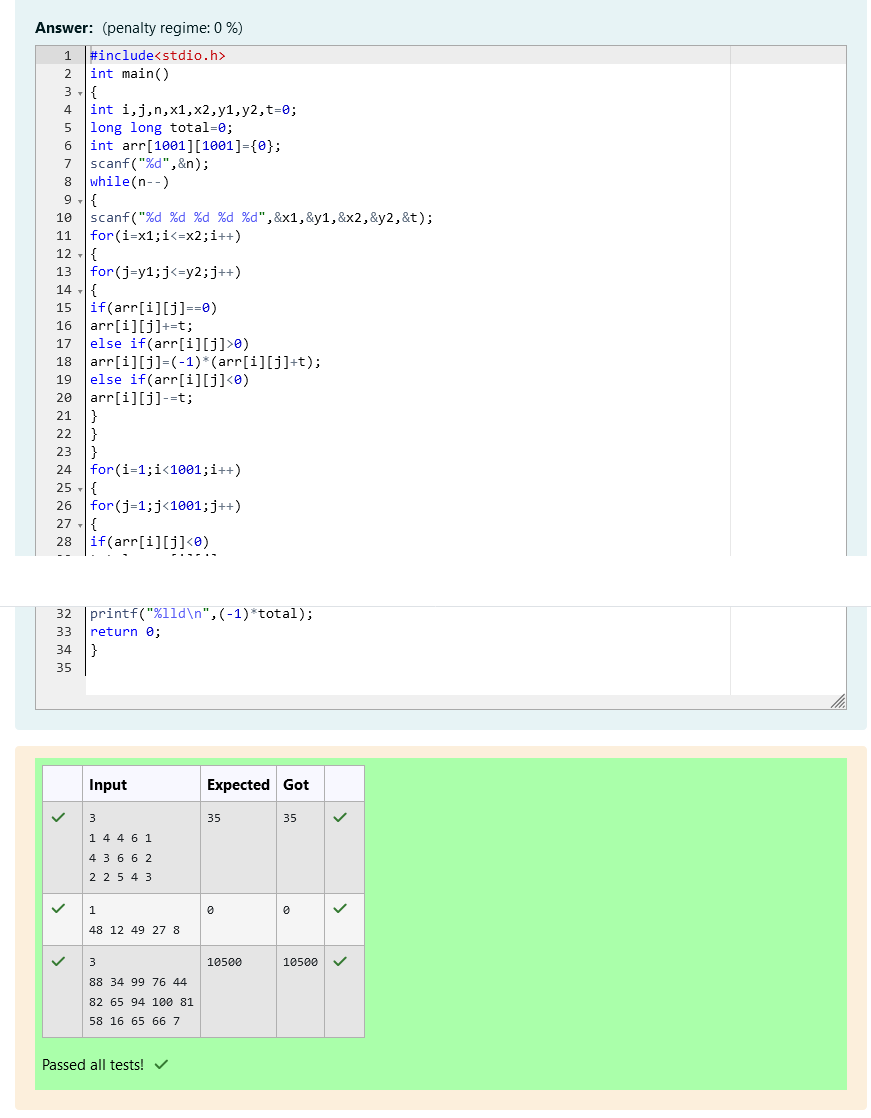 Answer: (penalty regime: 0 %)
1 #include<stdio.h>
2 int main()
3 {
4 int i,j,n,x1,x2,y1,y2,t=0;
5 long long total=0;
6 int arr[1001][1001]={0};
7 scanf("%d",&n);
8 while(n--)
9 {
10 scanf("%d %d %d %d %d",&x1,&y1,&x2,&y2,&t);
11 for(i=x1;i<=x2;i++)
12 {
13 for(j=y1;j<=y2;j++)
14 {
15 if(arr[i][j]==0)
16 arr[i][j]+=t;
17 else if(arr[i][j]>0)
18 arr[i][j]=(-1)*(arr[i][j]+t);
19 else if(arr[i][j]<0)
20 arr[i][j]-=t;
21 }
22 }
23 }
24 for(i=1;i<1001;i++)
25 {
26 for(j=1;j<1001;j++)
27 {
28 if(arr[i][j]<0)
32 printf("%lld\n",(-1)*total);
33 return 0;
34 }
35
Input Expected Got
3 35 35
1 4 4 6 1
4 3 6 6 2
2 2 5 4 3
1 0 0
48 12 49 27 8
3 10500 10500
88 34 99 76 44
82 65 94 100 81
58 16 65 66 7
Passed all tests!